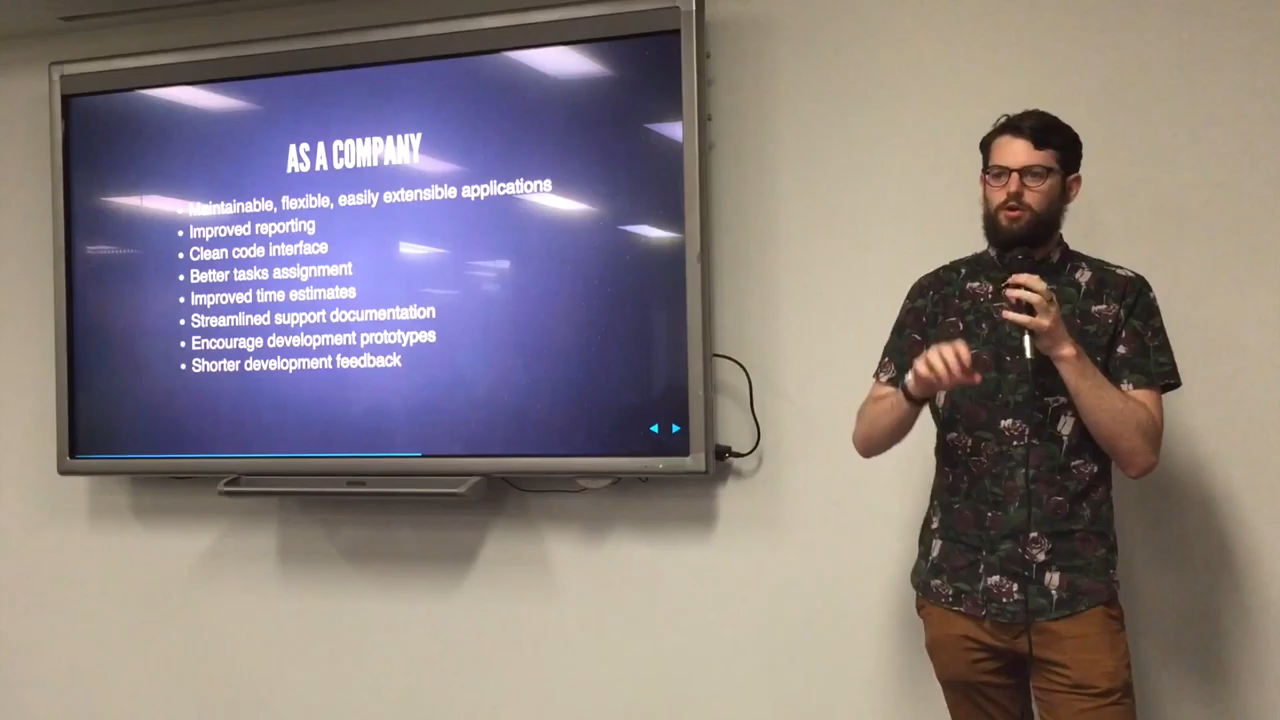 AS A COMPANY
• Maintainable, flexible, easily extensible applications
• Improved reporting
• Clean code interface
• Better tasks assignment
• Improved time estimates
• Streamlined support documentation
• Encourage development prototypes
• Shorter development feedback